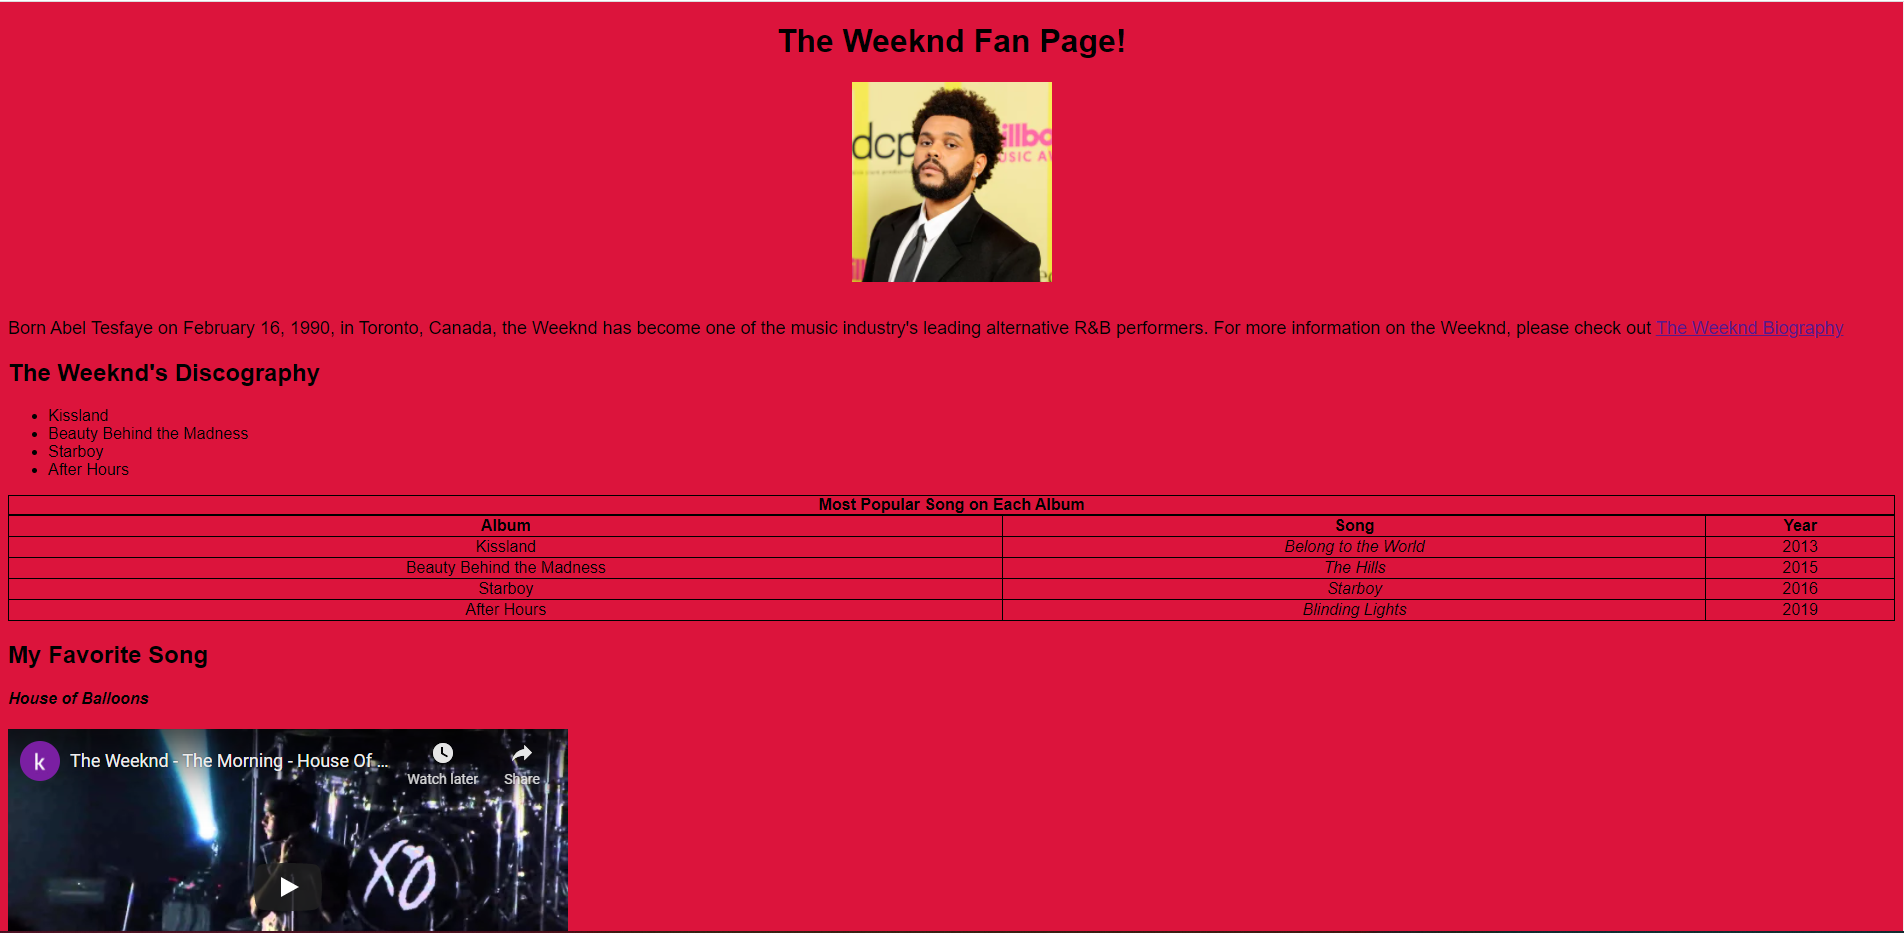 The Weeknd Fan Page!
dcp
illbo
USIC A
Born Abel Tesfaye on February 16, 1990, in Toronto, Canada, the Weeknd has become one of the music industry's leading alternative R&B performers. For more information on the Weeknd, please check out The Weeknd Biography
The Weeknd's Discography
• Kissland
• Beauty Behind the Madness
• Starboy
• After Hours
Most Popular Song on Each Album
Album Song Year
Kissland Belong to the World 2013
Beauty Behind the Madness The Hills 2015
Starboy Starboy 2016
After Hours Blinding Lights 2019
My Favorite Song
House of Balloons
k The Weeknd - The Morning - House Of ...
Watch later Share
XO